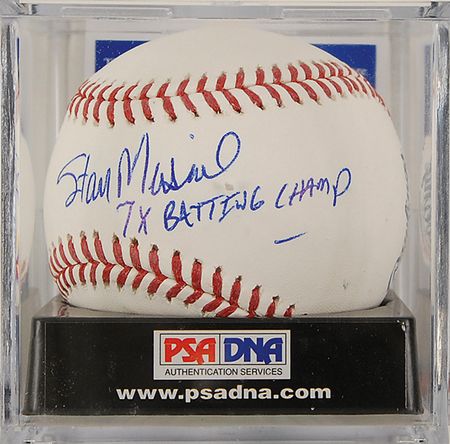 Stan Musial
7X BATTING CHAMP
PSA DNA
AUTHENTICATION SERVICES
www.psadna.com